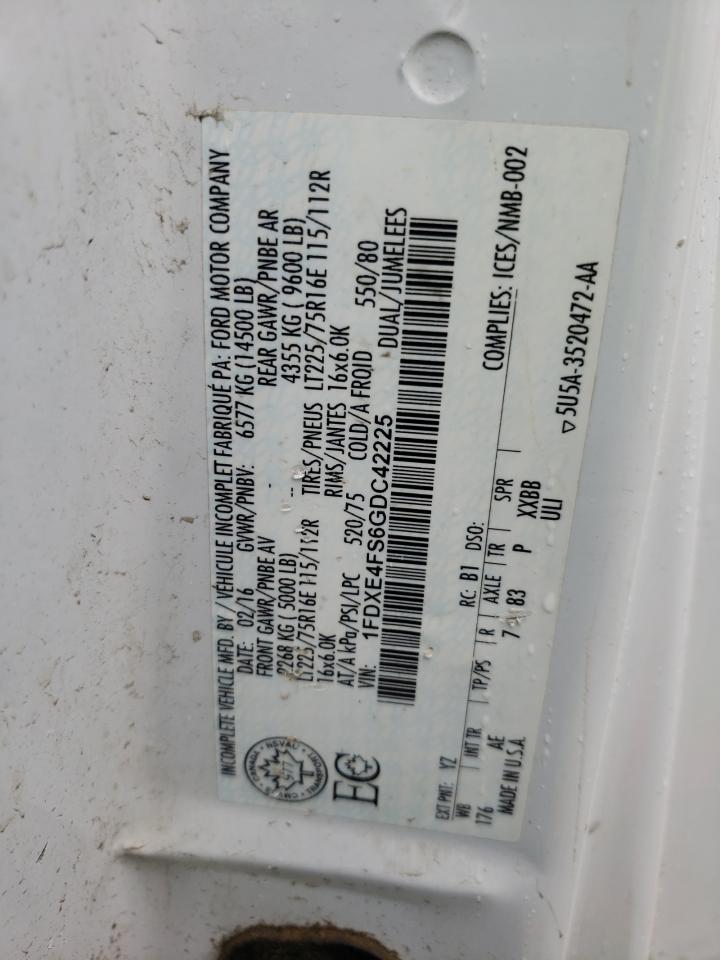 INCOMPLETE VEHICLE MFD. BY / VÉHICULE INCOMPLET FABRIQUÉ PA: FORD MOTOR COMPANY
DATE: 02/16 GVWR/PNBV: 6577 KG (14500 LB)
FRONT GAWR/PNBE AV REAR GAWR/PNBE AR
2268 KG (5000 LB) -- 4355 KG ( 9600 LB)
LT225/75R16E 115/112R TIRES/PNEUS LT225/75R16E 115/112R
16x6.0K RIMS/JANTES 16x6.0K
AT/A kPa/PSI/LPC 520/75 COLD/A FROID 550/80
VIN: 1FDXE4FS6GDC42225 DUAL/JUMELEES
CANADA NSVAC TRANSPORT
577 T
EC
EXT PNT: YZ RC: B1 DSO: COMPLIES: ICES/NMB-002
WB INT TR TP/PS R AXLE TR SPR
176 AE 7 83 P XXBB
MADE IN U.S.A. ULI
▽5U5A-3520472-AA